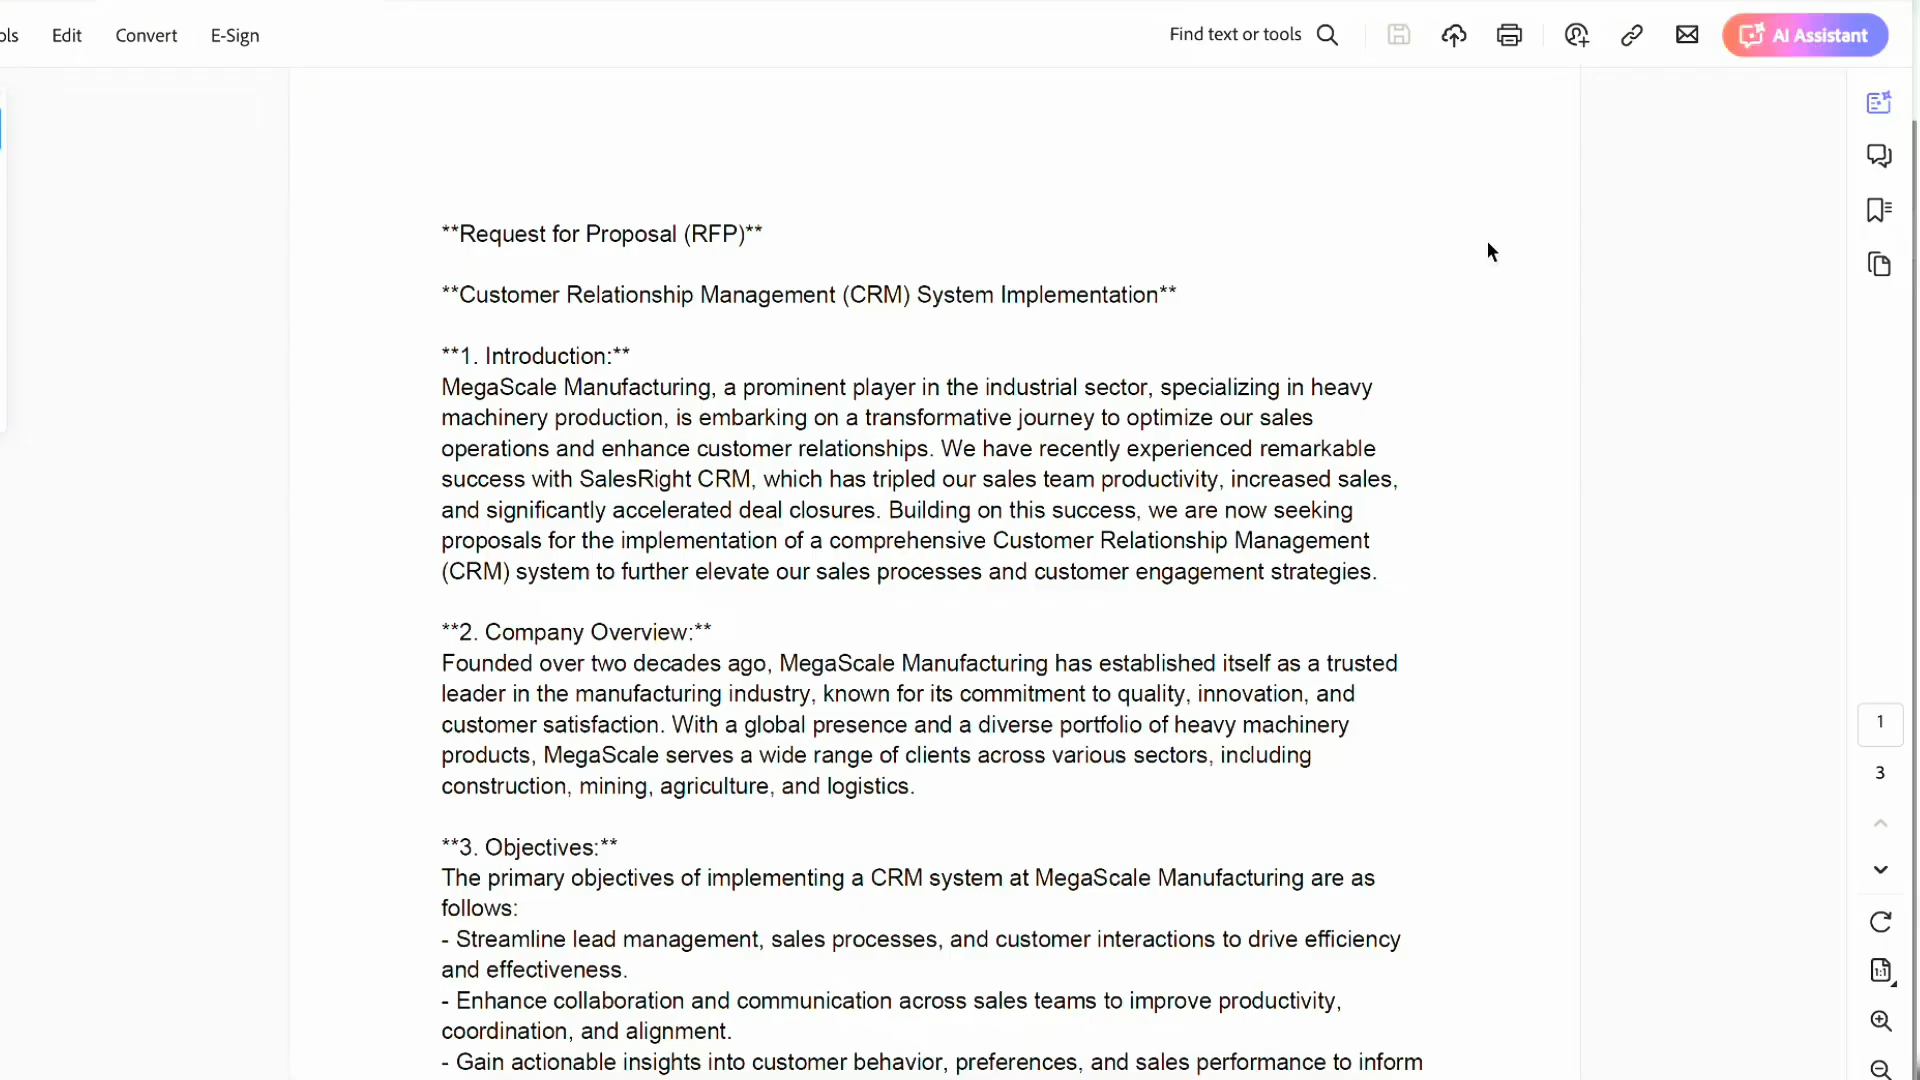 ols Edit Convert E-Sign Find text or tools AI Assistant
**Request for Proposal (RFP)**
**Customer Relationship Management (CRM) System Implementation**
**1. Introduction:**
MegaScale Manufacturing, a prominent player in the industrial sector, specializing in heavy
machinery production, is embarking on a transformative journey to optimize our sales
operations and enhance customer relationships. We have recently experienced remarkable
success with SalesRight CRM, which has tripled our sales team productivity, increased sales,
and significantly accelerated deal closures. Building on this success, we are now seeking
proposals for the implementation of a comprehensive Customer Relationship Management
(CRM) system to further elevate our sales processes and customer engagement strategies.
**2. Company Overview:**
Founded over two decades ago, MegaScale Manufacturing has established itself as a trusted
leader in the manufacturing industry, known for its commitment to quality, innovation, and
customer satisfaction. With a global presence and a diverse portfolio of heavy machinery
products, MegaScale serves a wide range of clients across various sectors, including
construction, mining, agriculture, and logistics.
**3. Objectives:**
The primary objectives of implementing a CRM system at MegaScale Manufacturing are as
follows:
- Streamline lead management, sales processes, and customer interactions to drive efficiency
and effectiveness.
- Enhance collaboration and communication across sales teams to improve productivity,
coordination, and alignment.
- Gain actionable insights into customer behavior, preferences, and sales performance to inform
1
3
1:1